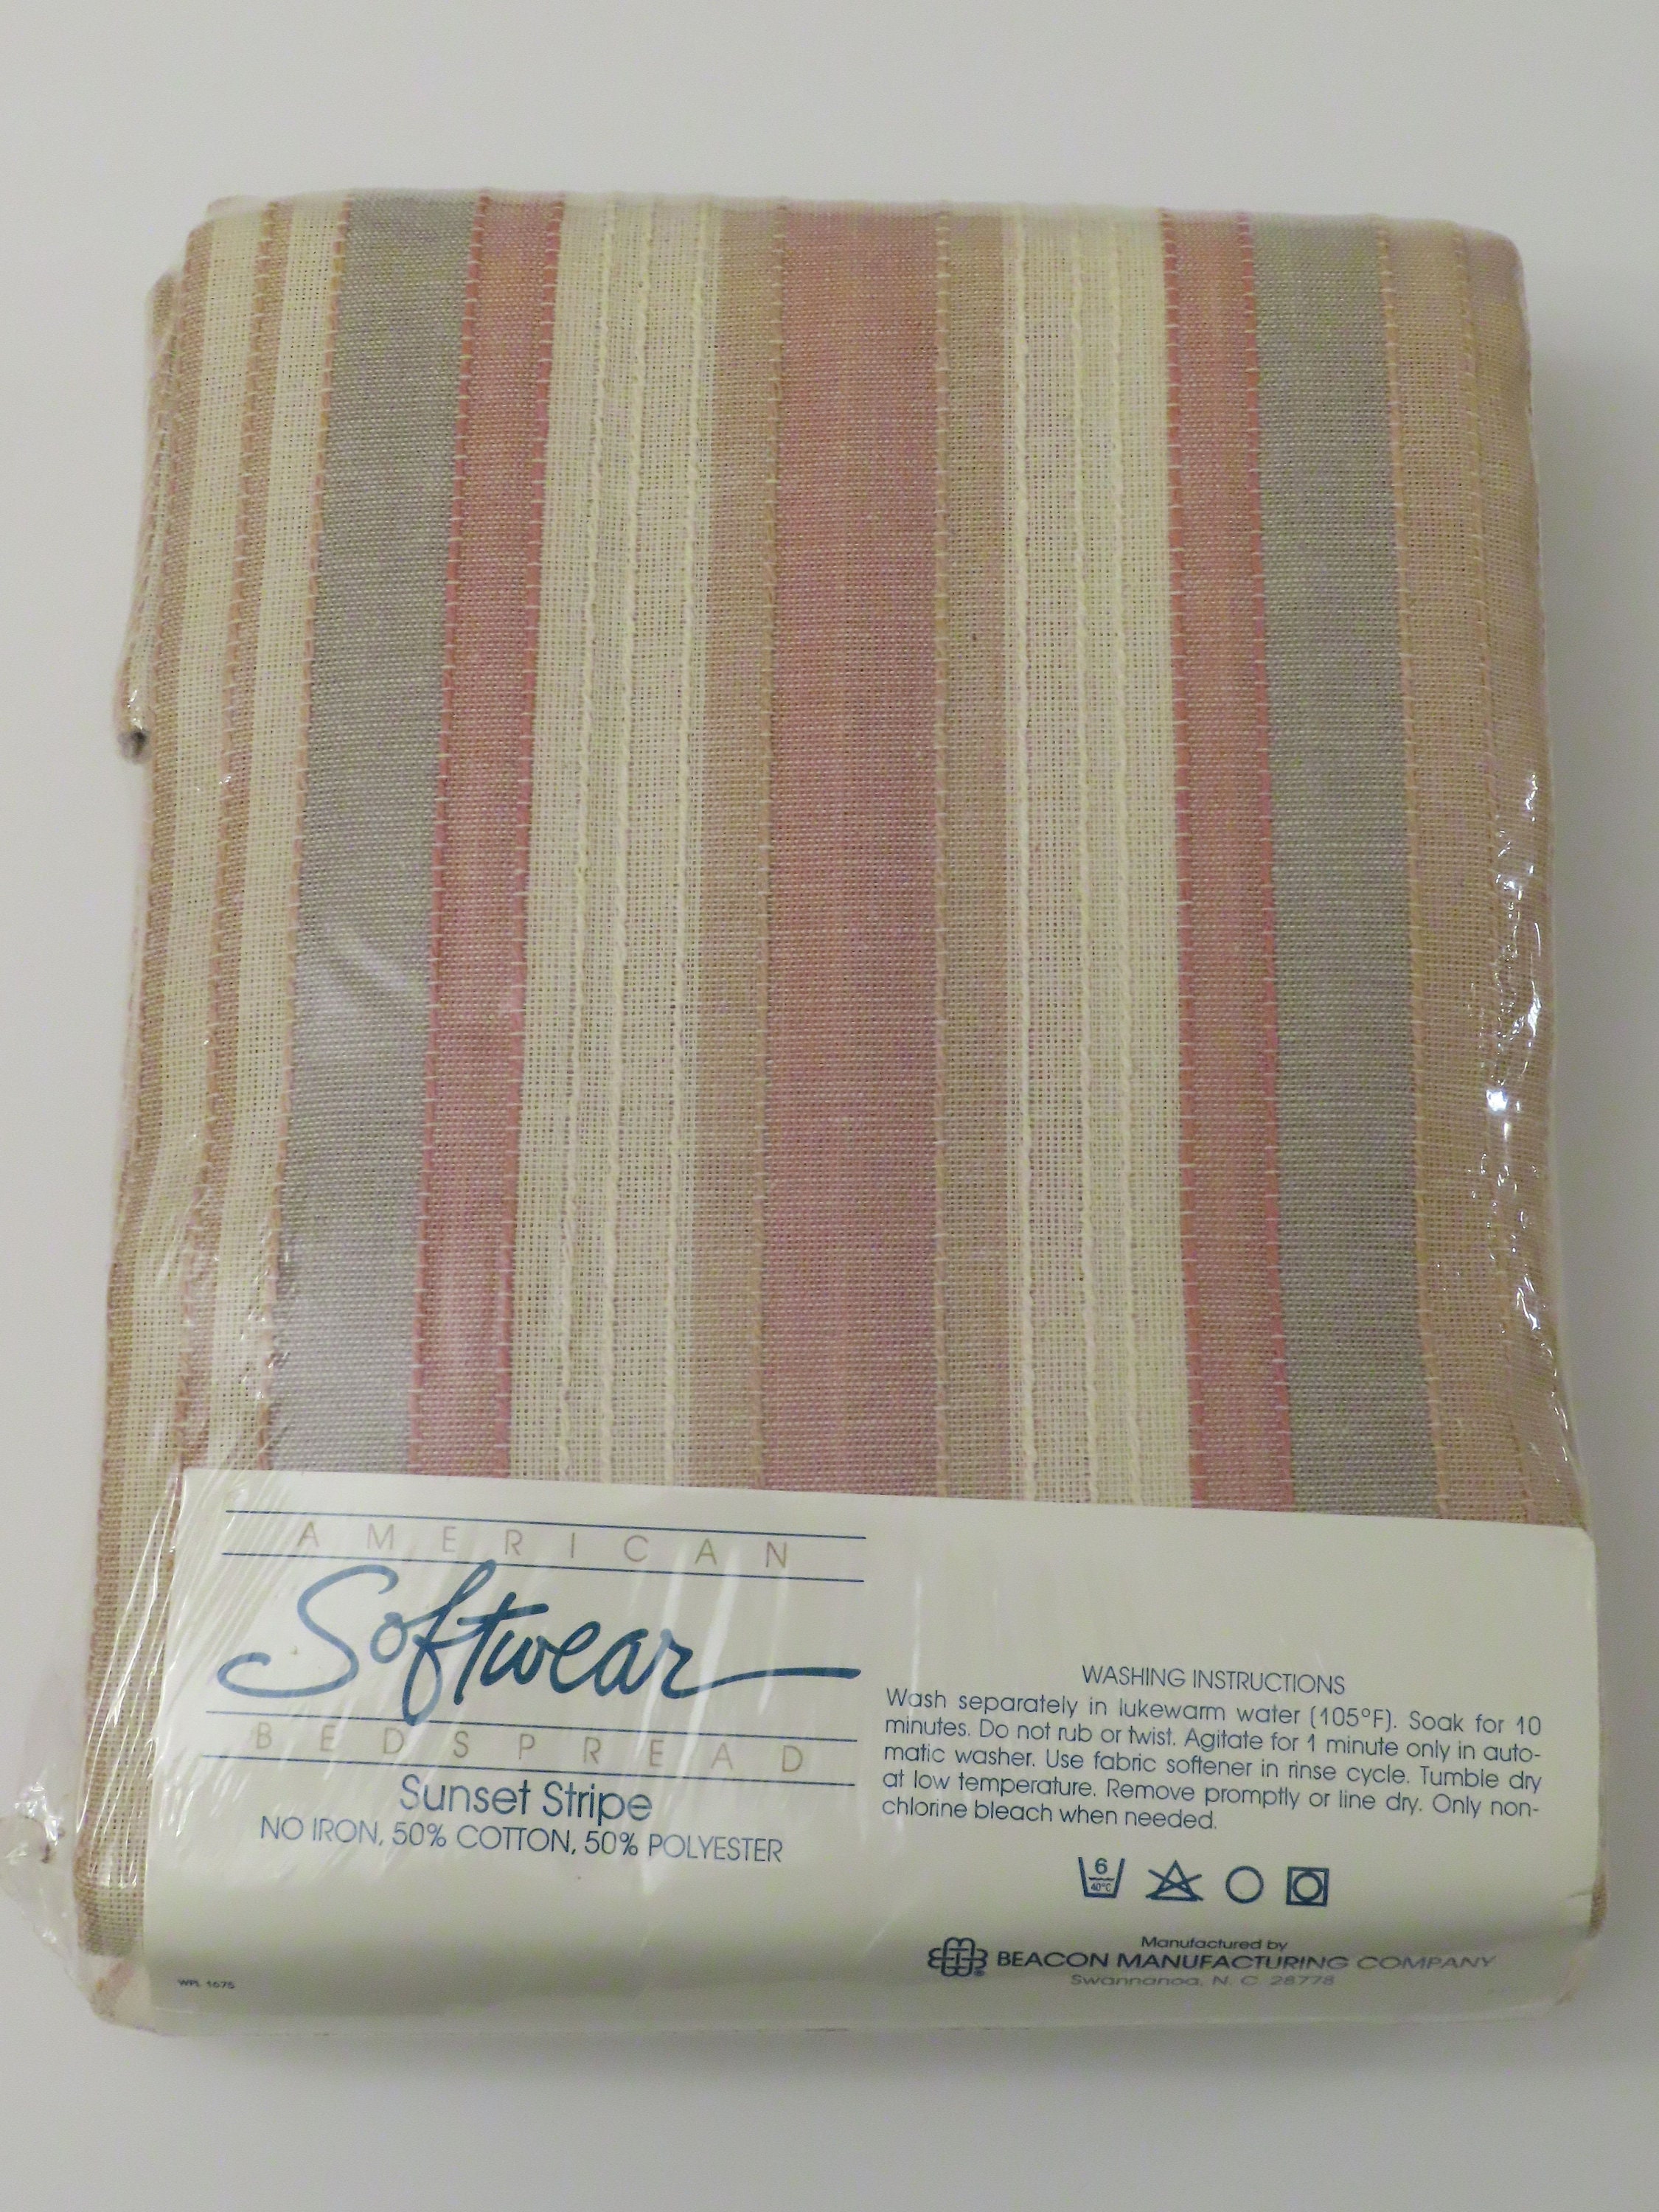 AMERICAN
Softwear
BEDSPREAD
Sunset Stripe
NO IRON, 50% COTTON, 50% POLYESTER
WPL 1675
WASHING INSTRUCTIONS
Wash separately in lukewarm water (105°F). Soak for 10
minutes. Do not rub or twist. Agitate for 1 minute only in auto-
matic washer. Use fabric softener in rinse cycle. Tumble dry
at low temperature. Remove promptly or line dry. Only non-
chlorine bleach when needed.
6
40°C
Manufactured by
BEACON MANUFACTURING COMPANY
Swannanoa, N. C. 28778